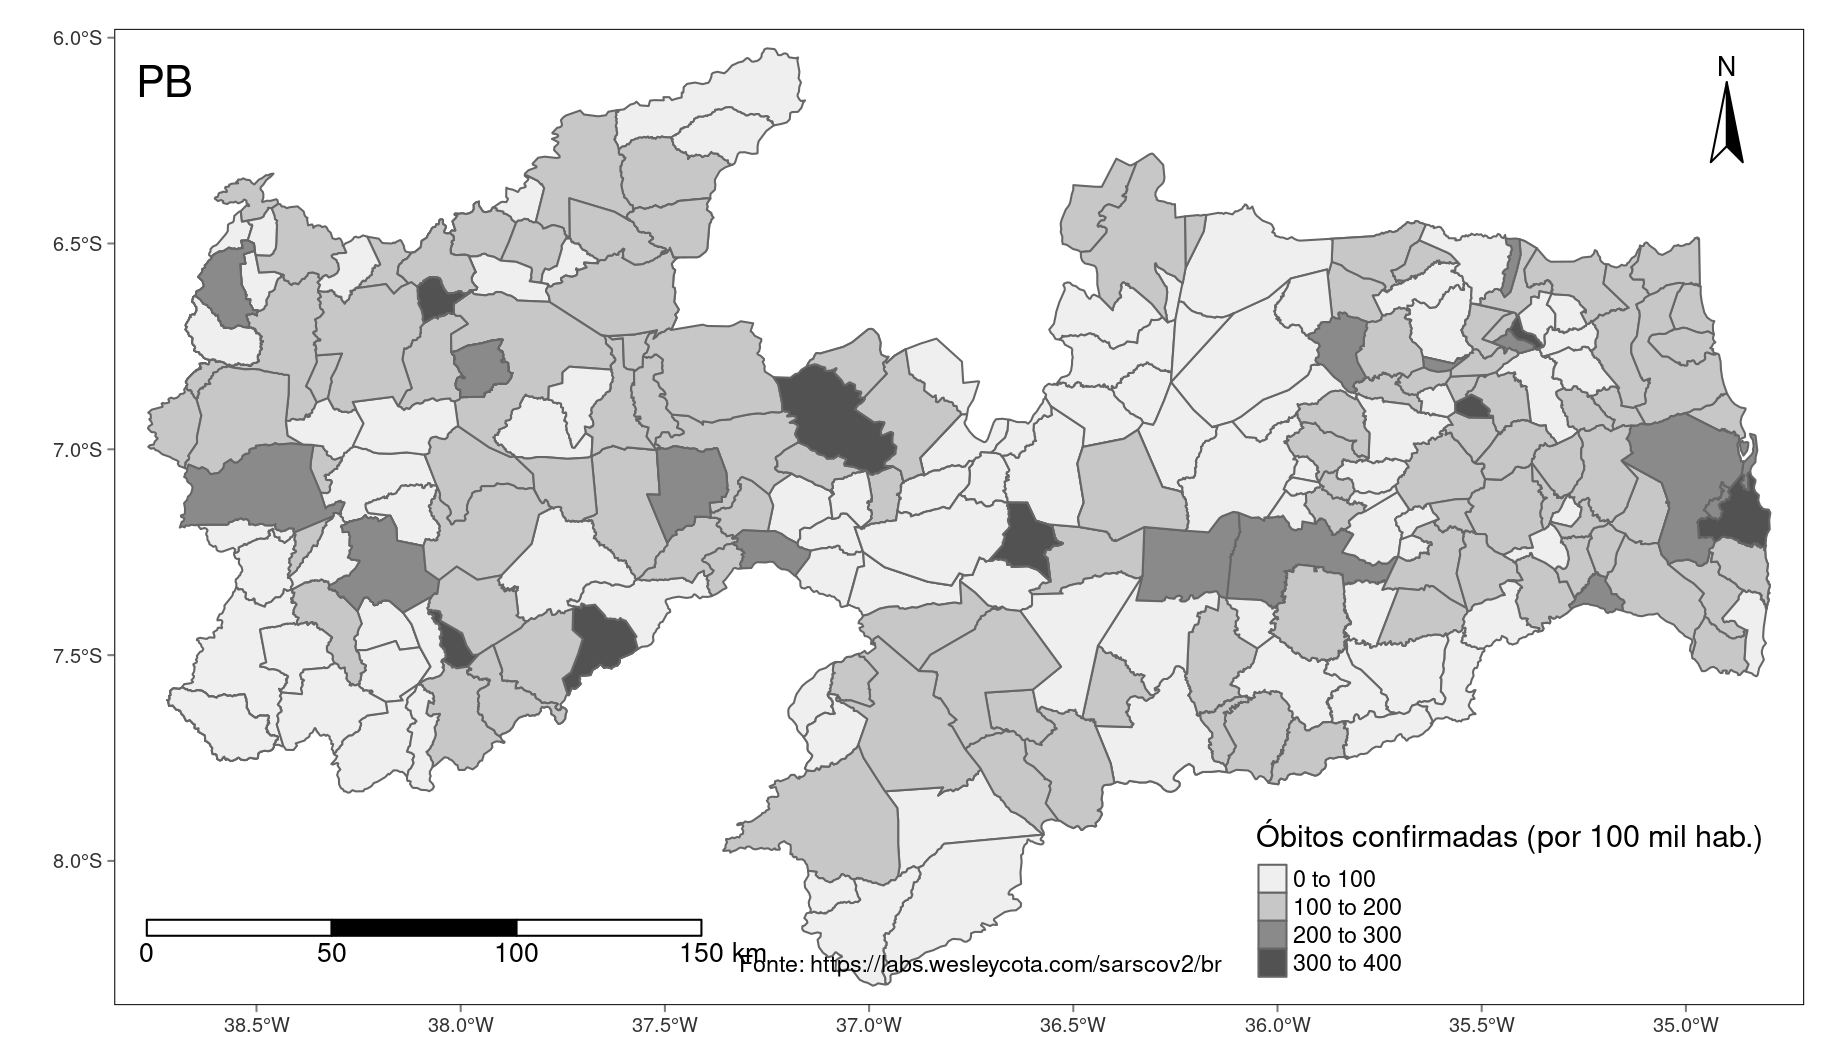 6.0°S
PB
N
6.5°S
7.0°S
7.5°S
8.0°S
Óbitos confirmadas (por 100 mil hab.)
0 to 100
100 to 200
200 to 300
300 to 400
0 50 100 150 km
Fonte: https://labs.wesleycota.com/sarscov2/br
38.5°W 38.0°W 37.5°W 37.0°W 36.5°W 36.0°W 35.5°W 35.0°W